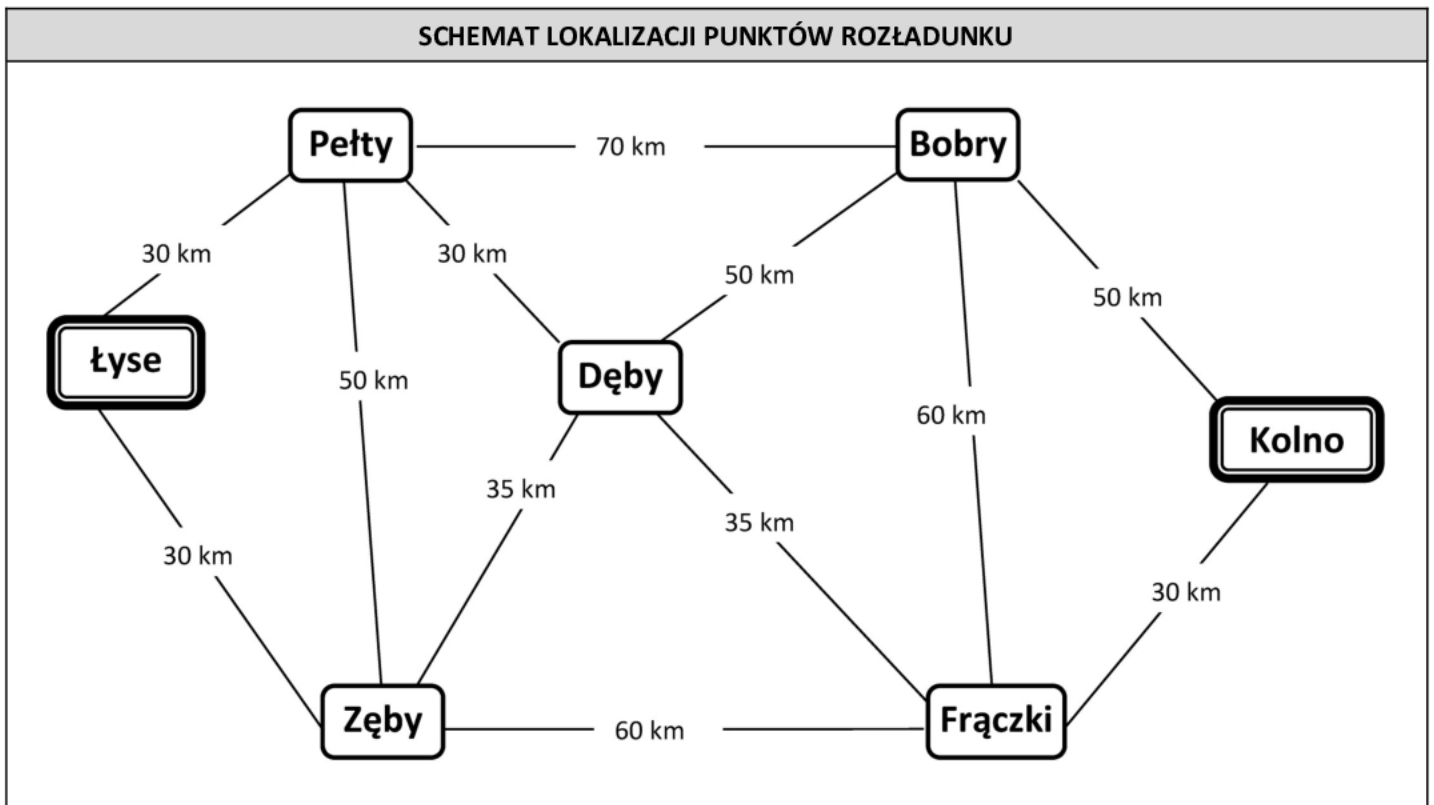 SCHEMAT LOKALIZACJI PUNKTÓW ROZŁADUNKU
Pełty
70 km
Bobry
30 km
30 km
50 km
50 km
Łyse
Dęby
50 km
60 km
Kolno
35 km
35 km
30 km
30 km
Zęby
60 km
Frączki